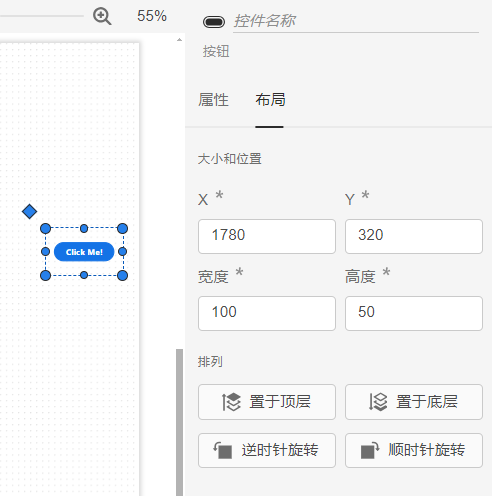 55%
控件名称
按钮
属性 布局
大小和位置
X * Y *
1780 320
宽度 * 高度 *
100 50
排列
置于顶层 置于底层
逆时针旋转 顺时针旋转
Click Me!